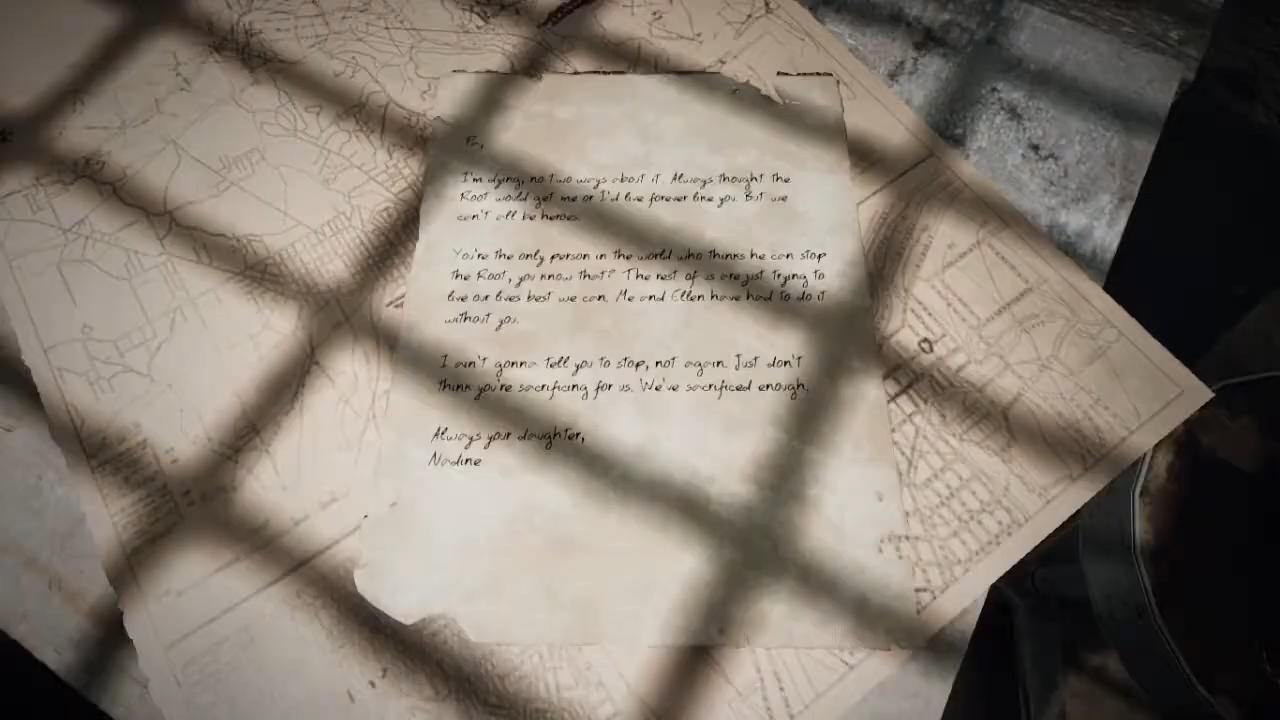 Pa,
I'm dying, no two ways about it. Always thought the
Root would get me or I'd live forever like you. But we
can't all be heroes.
You're the only person in the world who thinks he can stop
the Root, you know that? The rest of us are just trying to
live our lives best we can. Me and Ellen have had to do it
without you.
I ain't gonna tell you to stop, not again. Just don't
think you're sacrificing for us. We've sacrificed enough.
Always your daughter,
Nadine